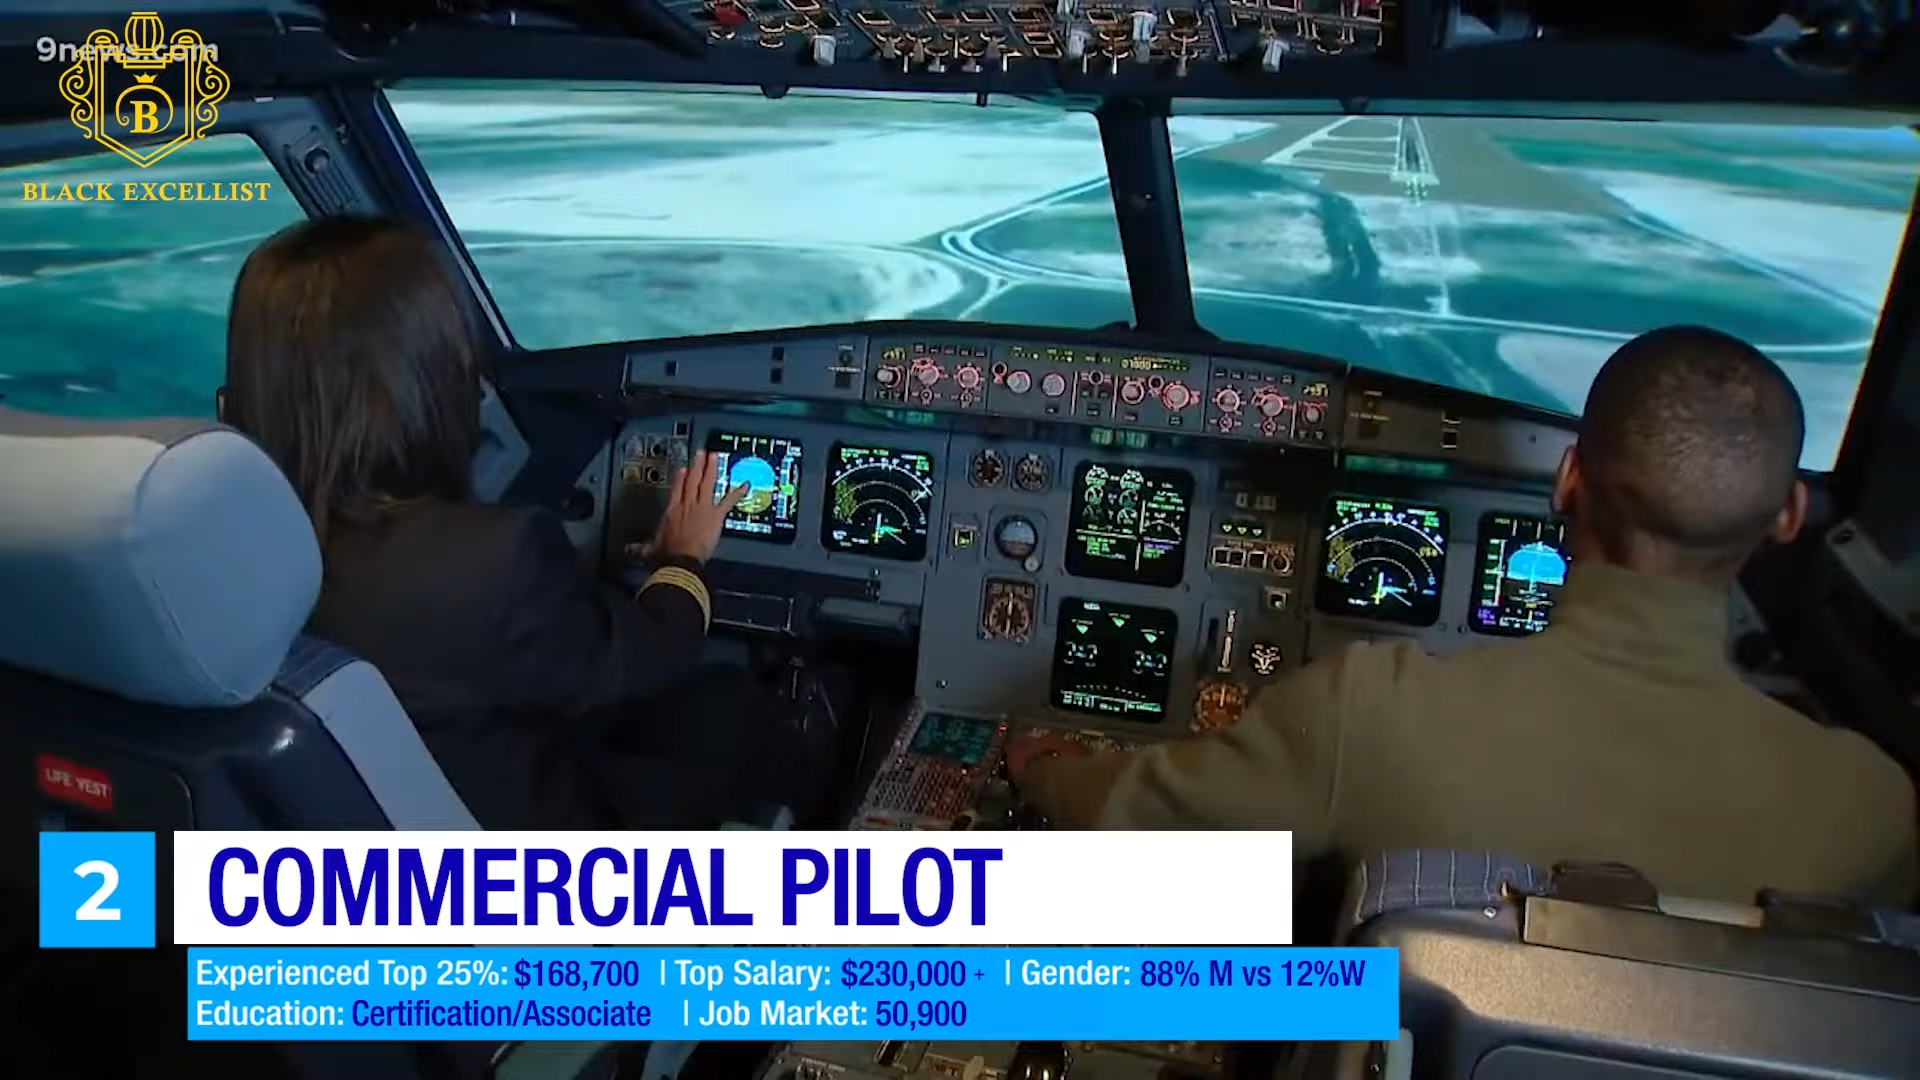 9news.com
B
BLACK EXCELLIST
LIFE VEST
2
COMMERCIAL PILOT
Experienced Top 25%: $168,700 | Top Salary: $230,000 + | Gender: 88% M vs 12%W
Education: Certification/Associate | Job Market: 50,900